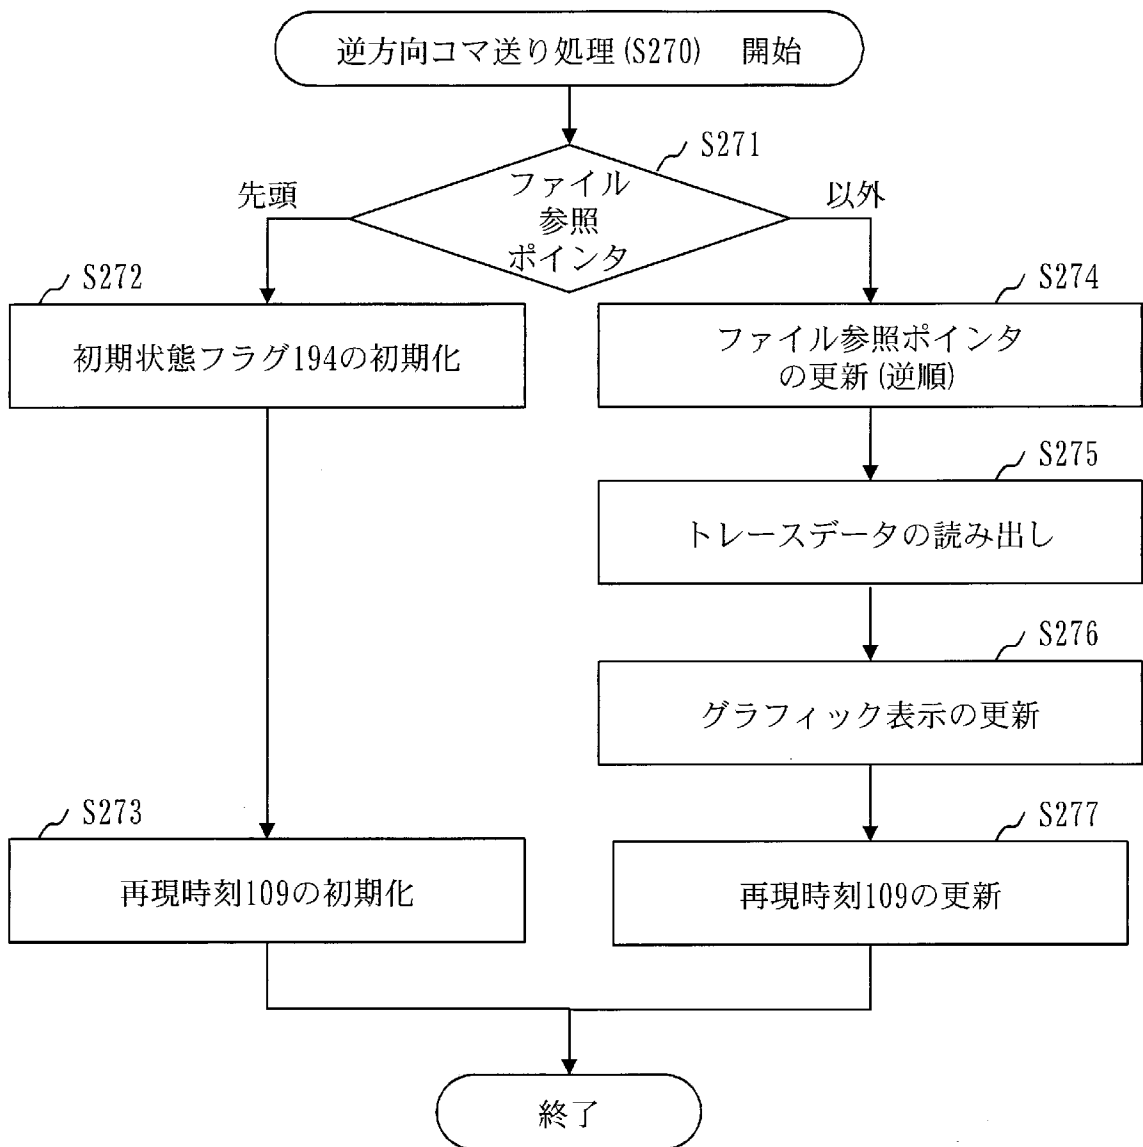 逆方向コマ送り処理(S270) 開始
S271
先頭
ファイル
参照
ポインタ
以外
S272
初期状態フラグ194の初期化
S274
ファイル参照ポインタ
の更新(逆順)
S275
トレースデータの読み出し
S276
グラフィック表示の更新
S273
再現時刻109の初期化
S277
再現時刻109の更新
終了